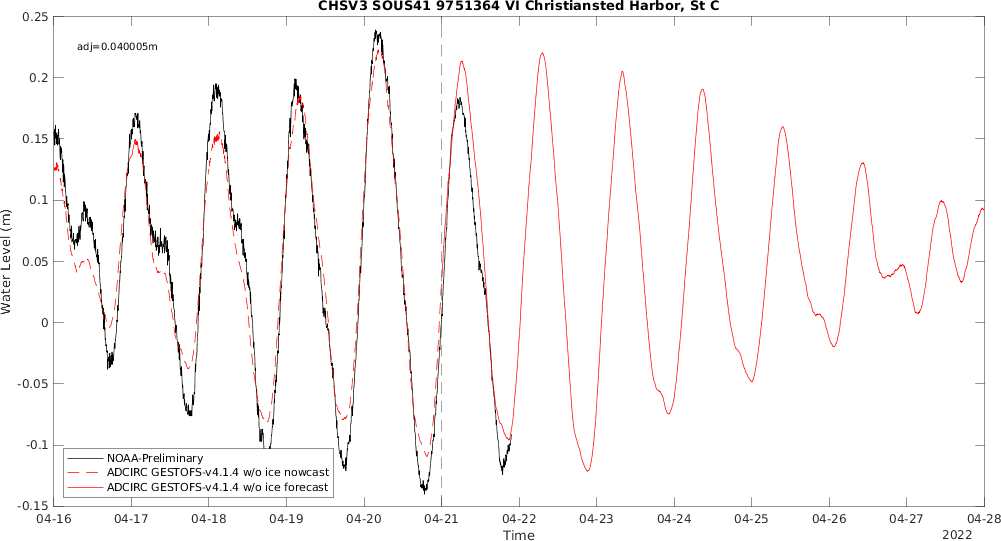 CHSV3 SOUS41 9751364 VI Christiansted Harbor, St C
adj=0.040005m
0.25
0.2
0.15
0.1
0.05
0
-0.05
-0.1
-0.15
Water Level (m)
NOAA-Preliminary
ADCIRC GESTOFS-v4.1.4 w/o ice nowcast
ADCIRC GESTOFS-v4.1.4 w/o ice forecast
04-16 04-17 04-18 04-19 04-20 04-21 04-22 04-23 04-24 04-25 04-26 04-27 04-28
Time
2022